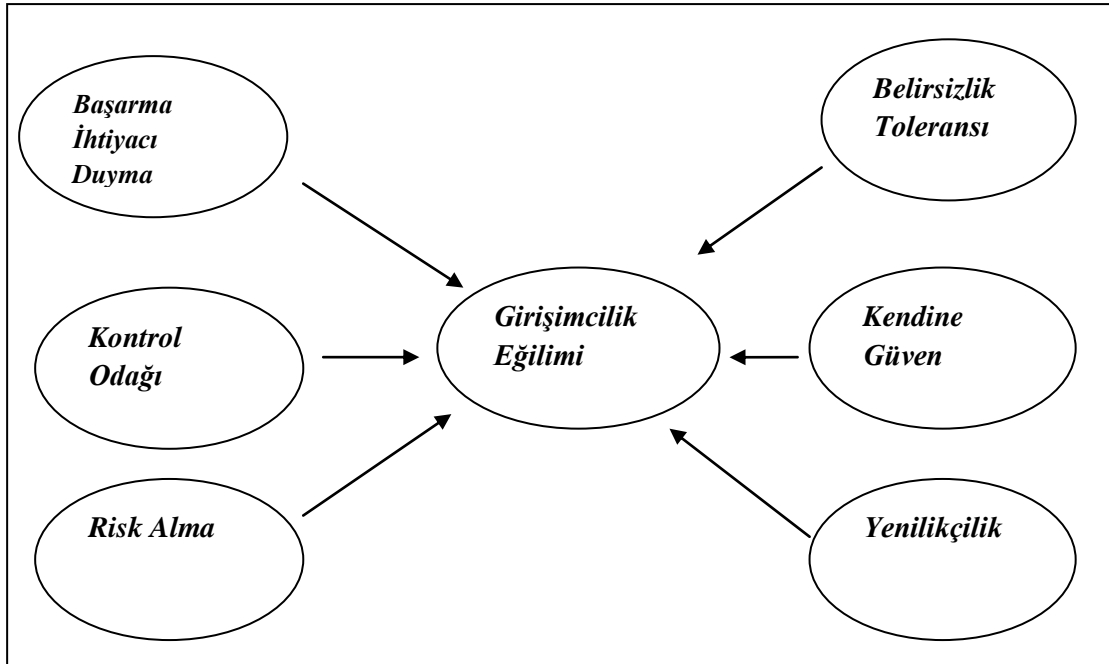 Başarma
İhtiyacı
Duyma
Belirsizlik
Toleransı
Girişimcilik
Eğilimi
Kontrol
Odağı
Kendine
Güven
Risk Alma
Yenilikçilik